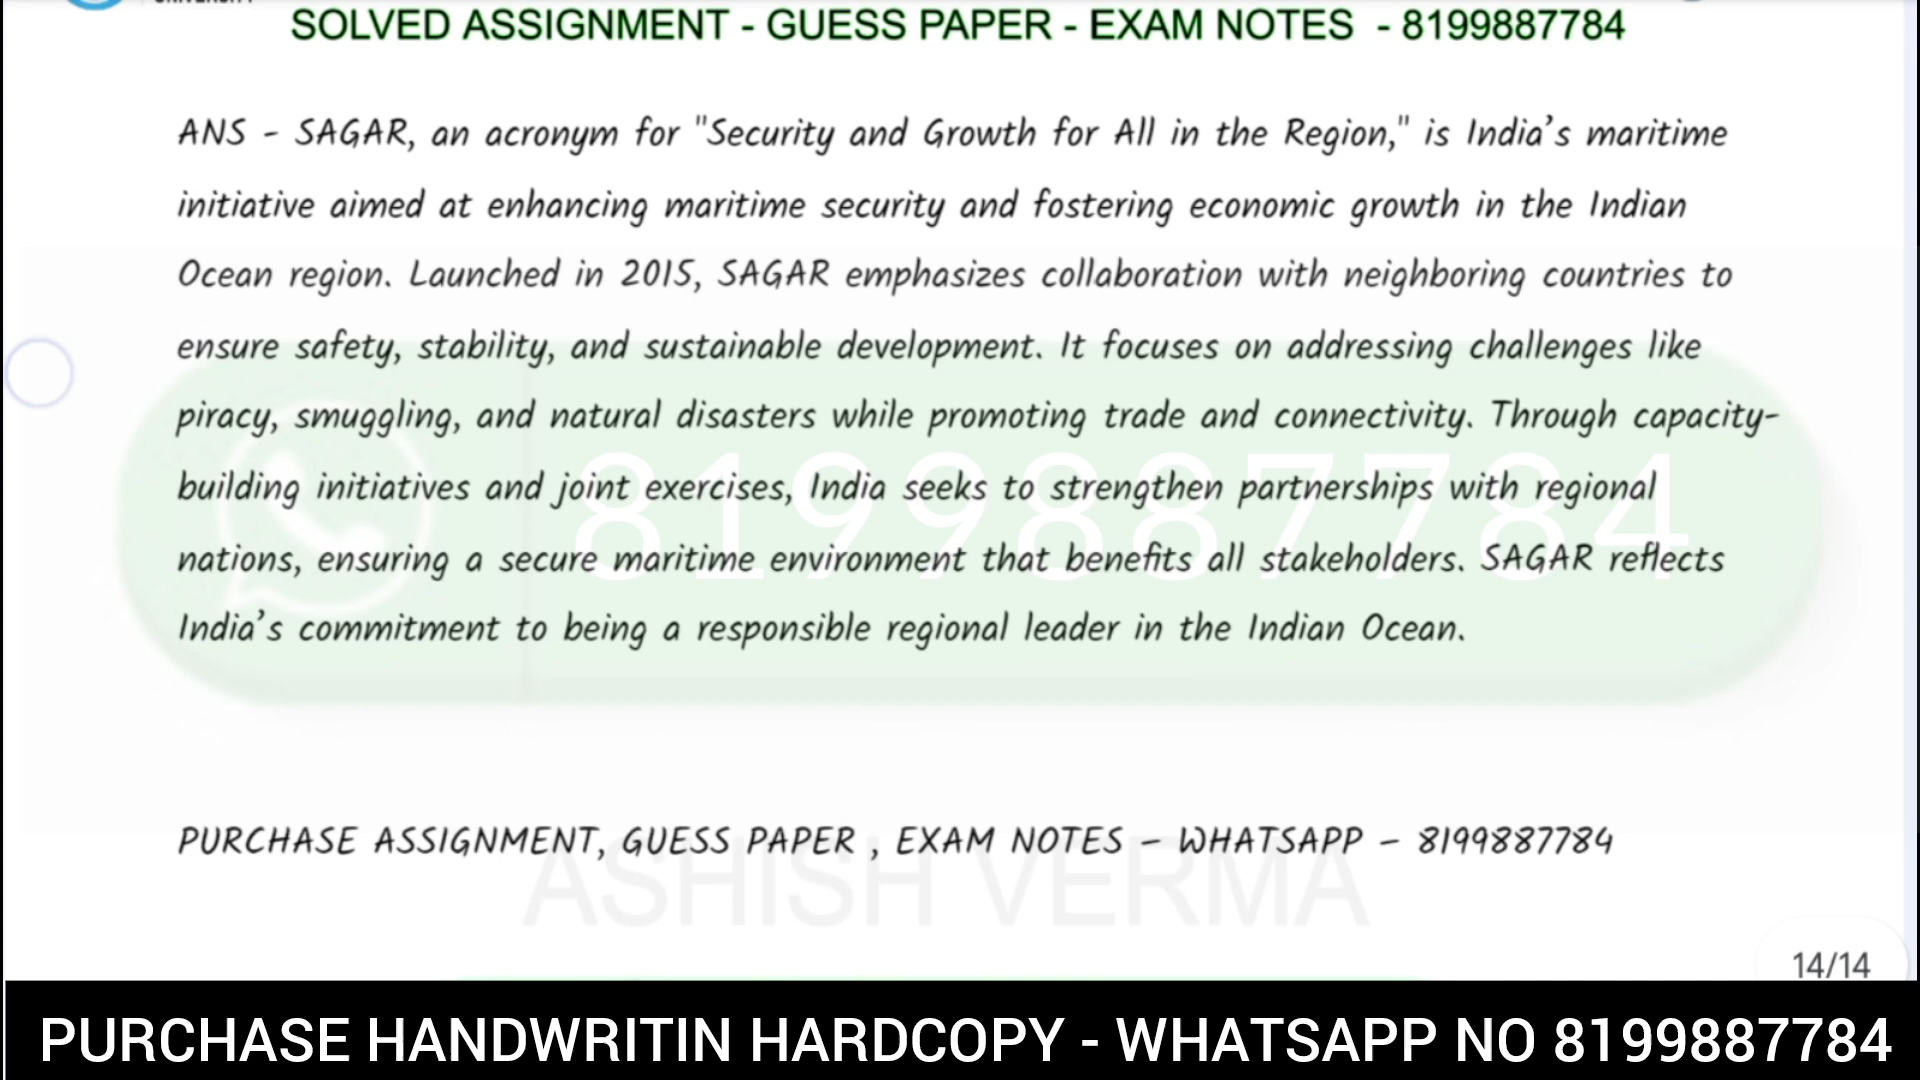 UNIVERSITY
SOLVED ASSIGNMENT - GUESS PAPER - EXAM NOTES - 8199887784
ANS - SAGAR, an acronym for "Security and Growth for All in the Region," is India’s maritime
initiative aimed at enhancing maritime security and fostering economic growth in the Indian
Ocean region. Launched in 2015, SAGAR emphasizes collaboration with neighboring countries to
ensure safety, stability, and sustainable development. It focuses on addressing challenges like
piracy, smuggling, and natural disasters while promoting trade and connectivity. Through capacity-
building initiatives and joint exercises, India seeks to strengthen partnerships with regional
8199887784
nations, ensuring a secure maritime environment that benefits all stakeholders. SAGAR reflects
India’s commitment to being a responsible regional leader in the Indian Ocean.
PURCHASE ASSIGNMENT, GUESS PAPER , EXAM NOTES – WHATSAPP – 8199887784
ASHISH VERMA
14/14
PURCHASE HANDWRITIN HARDCOPY - WHATSAPP NO 8199887784